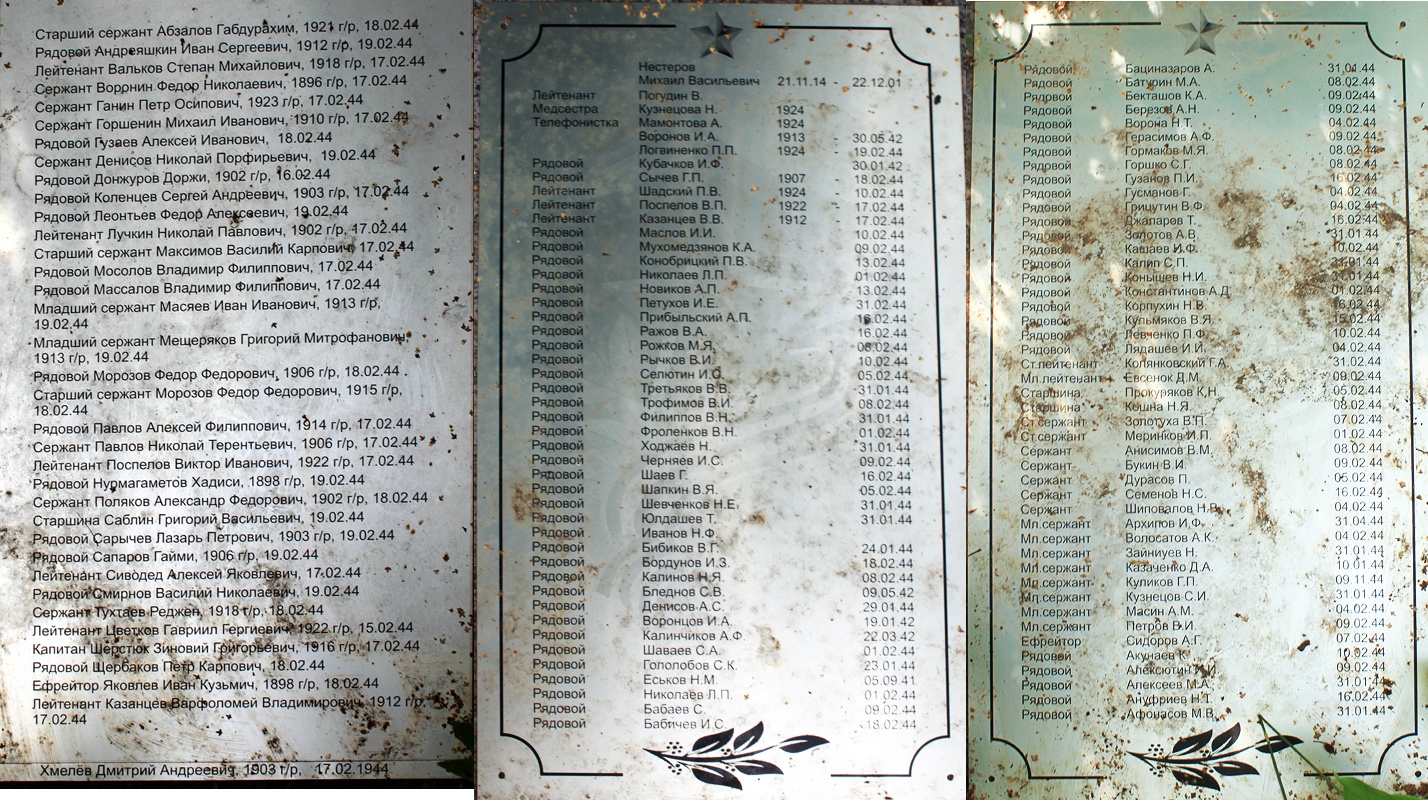 Старший сержант Абзалов Габдурахим, 1921 г/р, 18.02.44
Рядовой Андреяшкин Иван Сергеевич, 1912 г/р, 19.02.44
Лейтенант Вальков Степан Михайлович, 1918 г/р, 17.02.44
Сержант Воронин Федор Николаевич, 1896 г/р, 17.02.44
Сержант Ганин Петр Осипович, 1923 г/р, 17.02.44
Сержант Горшенин Михаил Иванович, 1910 г/р, 17.02.44
Рядовой Гузаев Алексей Иванович, 18.02.44
Сержант Денисов Николай Порфирьевич, 19.02.44
Рядовой Донжуров Доржи, 1902 г/р, 16.02.44
Рядовой Коленцев Сергей Андреевич, 1903 г/р, 17.02.44
Рядовой Леонтьев Федор Алексеевич, 19.02.44
Лейтенант Лучкин Николай Павлович, 1902 г/р, 17.02.44
Старший сержант Максимов Василий Карпович, 17.02.44
Рядовой Мосолов Владимир Филиппович, 17.02.44
Рядовой Массалов Владимир Филиппович, 17.02.44
Младший сержант Масяев Иван Иванович, 1913 г/р,
19.02.44
Младший сержант Мещеряков Григорий Митрофанович,
1913 г/р, 19.02.44
Рядовой Морозов Федор Федорович, 1906 г/р, 18.02.44
Старший сержант Морозов Федор Федорович, 1915 г/р,
18.02.44
Рядовой Павлов Алексей Филиппович, 1914 г/р, 17.02.44
Сержант Павлов Николай Терентьевич, 1906 г/р, 17.02.44
Лейтенант Поспелов Виктор Иванович, 1922 г/р, 17.02.44
Рядовой Нурмагаметов Хадиси, 1898 г/р, 19.02.44
Сержант Поляков Александр Федорович, 1902 г/р, 18.02.44
Старшина Саблин Григорий Васильевич, 19.02.44
Рядовой Сарычев Лазарь Петрович, 1903 г/р, 19.02.44
Рядовой Сапаров Гайми, 1906 г/р, 19.02.44
Лейтенант Сиводед Алексей Яковлевич, 17.02.44
Рядовой Смирнов Василий Николаевич, 19.02.44
Сержант Тухтаев Реджен, 1918 г/р, 18.02.44
Лейтенант Цветков Гавриил Гергиевич, 1922 г/р, 15.02.44
Капитан Шерстюк Зиновий Григорьевич, 1916 г/р, 17.02.44
Рядовой Щербаков Петр Карпович, 18.02.44
Ефрейтор Яковлев Иван Кузьмич, 1898 г/р, 18.02.44
Лейтенант Казанцев Варфоломей Владимирович, 1912 г/р,
17.02.44
Хмелёв Дмитрий Андреевич, 1903 г/р, 17.02.1944
Нестеров
Михаил Васильевич 21.11.14 - 22.12.01
Лейтенант Погудин В.
Медсестра Кузнецова Н. 1924
Телефонистка Мамонтова А. 1924
Воронов И.А. 1913 - 30.05.42
Логвиненко П.П. 1924 - 19.02.44
Рядовой Кубачков И.Ф. 30.01.42
Рядовой Сычев Г.П. 1907 - 18.02.44
Лейтенант Шадский П.В. 1924 - 10.02.44
Лейтенант Поспелов В.П. 1922 - 17.02.44
Лейтенант Казанцев В.В. 1912 - 17.02.44
Рядовой Маслов И.И. 10.02.44
Рядовой Мухомедзянов К.А. 09.02.44
Рядовой Конобрицкий П.В. 13.02.44
Рядовой Николаев Л.П. 01.02.44
Рядовой Новиков А.П. 13.02.44
Рядовой Петухов И.Е. 31.02.44
Рядовой Прибыльский А.П. 16.02.44
Рядовой Ражов В.А. 16.02.44
Рядовой Рожков М.Я. 08.02.44
Рядовой Рычков В.И. 10.02.44
Рядовой Селютин И.С. 05.02.44
Рядовой Третьяков В.В. 31.01.44
Рядовой Трофимов В.И. 08.02.44
Рядовой Филиппов В.Н. 31.01.44
Рядовой Фроленков В.Н. 01.02.44
Рядовой Ходжаев Н. 31.01.44
Рядовой Черняев И.С. 09.02.44
Рядовой Шаев Г. 16.02.44
Рядовой Шапкин В.Я. 05.02.44
Рядовой Шевченков Н.Е. 31.01.44
Рядовой Юлдашев Т. 31.01.44
Рядовой Иванов Н.Ф.
Рядовой Бибиков В.Г. 24.01.44
Рядовой Бордунов И.З. 18.02.44
Рядовой Калинов Н.Я. 08.02.44
Рядовой Бледнов С.В. 09.05.42
Рядовой Денисов А.С. 29.01.44
Рядовой Воронцов И.А. 19.01.42
Рядовой Калинчиков А.Ф. 22.03.42
Рядовой Шаваев С.А. 01.02.44
Рядовой Гополобов С.К. 23.01.44
Рядовой Еськов Н.М. 05.09.41
Рядовой Николаев Л.П. 01.02.44
Рядовой Бабаев С. 09.02.44
Рядовой Бабичев И.С. 18.02.44
Рядовой Бациназаров А. 31.01.44
Рядовой Батурин М.А. 08.02.44
Рядовой Бекташов К.А. 09.02.44
Рядовой Березов А.Н. 09.02.44
Рядовой Ворона Н.Т. 04.02.44
Рядовой Герасимов А.Ф. 09.02.44
Рядовой Гормаков М.Я. 08.02.44
Рядовой Горшко С.Г. 08.02.44
Рядовой Гузанов П.И. 16.02.44
Рядовой Гусманов Г. 04.02.44
Рядовой Грицутин В.Ф. 04.02.44
Рядовой Джапаров Т. 16.02.44
Рядовой Золотов А.В. 31.01.44
Рядовой Кашаев И.Ф. 10.02.44
Рядовой Калип С.П. 31.01.44
Рядовой Конышев Н.И. 31.01.44
Рядовой Константинов А.Д. 01.02.44
Рядовой Корпухин Н.В. 16.02.44
Рядовой Кульмяков В.Я. 15.02.44
Рядовой Левченко П.Ф. 10.02.44
Рядовой Лядашев И.И. 04.02.44
Ст.лейтенант Колянковский Г.А. 31.02.44
Мл.лейтенант Евсенок Д.М. 09.02.44
Старшина Прокуряков К.Н. 05.02.44
Старшина Кошна Н.Я. 08.02.44
Ст.сержант Золотуха В.П. 07.02.44
Ст.сержант Меринков И.П. 01.02.44
Сержант Анисимов В.М. 08.02.44
Сержант Букин В.И. 09.02.44
Сержант Дурасов П. 05.02.44
Сержант Семенов Н.С. 16.02.44
Сержант Шиповалов Н.В. 04.02.44
Мл.сержант Архипов И.Ф. 31.04.44
Мл.сержант Волосатов А.К. 04.02.44
Мл.сержант Зайниуев Н. 31.01.44
Мл.сержант Казаченко Д.А. 10.01.44
Мл.сержант Куликов Г.П. 09.11.44
Мл.сержант Кузнецов С.И. 31.01.44
Мл.сержант Масин А.М. 04.02.44
Мл.сержант Петров В.И. 09.02.44
Ефрейтор Сидоров А.Г. 07.02.44
Рядовой Акунаев К. 10.02.44
Рядовой Алексютин И.И. 09.02.44
Рядовой Алексеев М.А. 31.01.44
Рядовой Ануфриев Н.Т. 16.02.44
Рядовой Афонасов М.В. 31.01.44